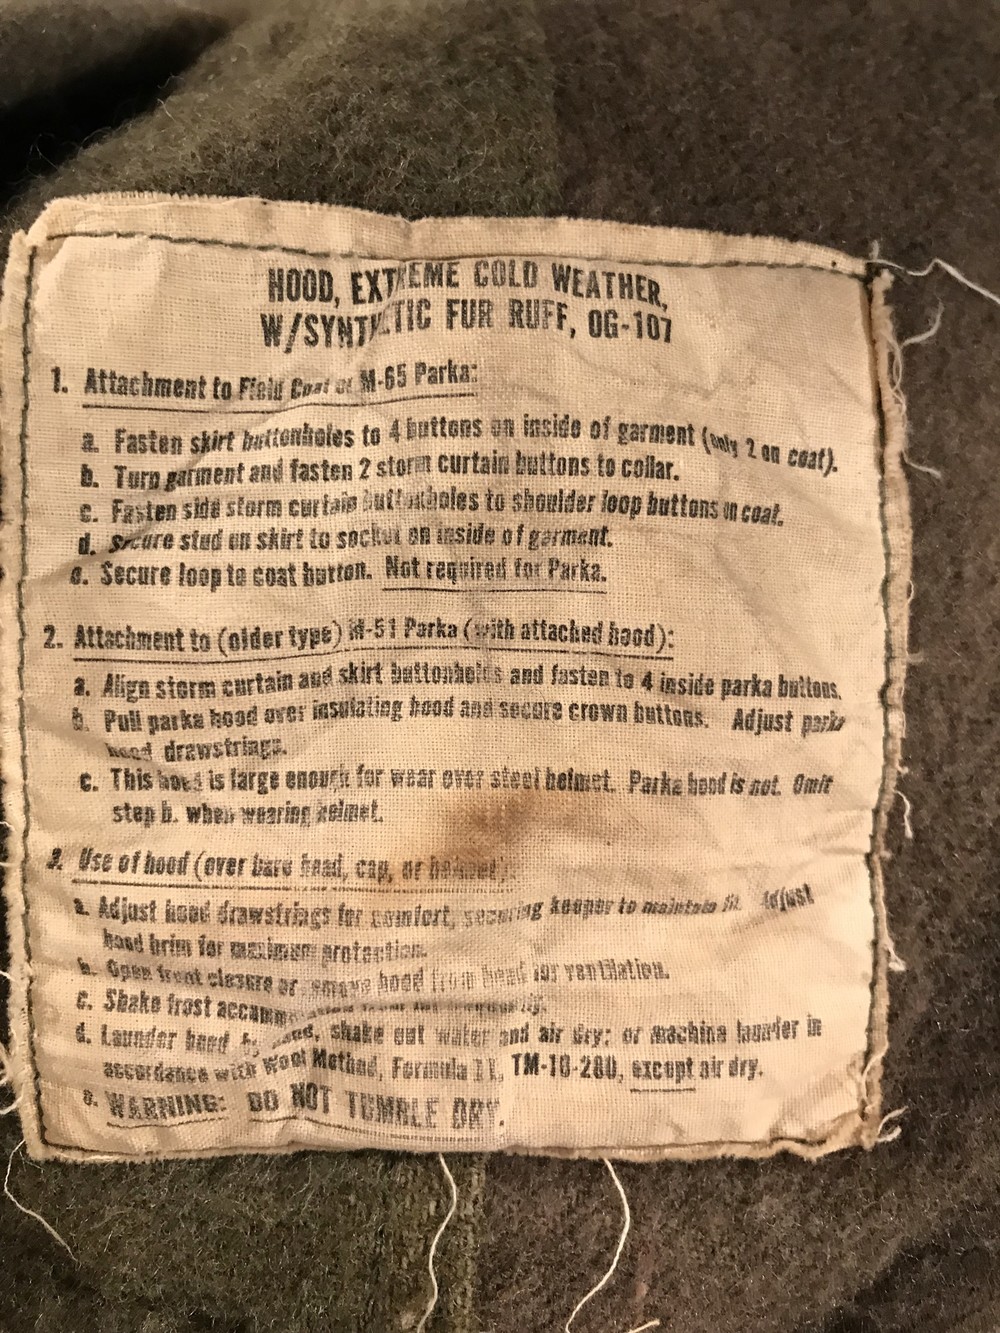 HOOD, EXTREME COLD WEATHER,
W/SYNTHETIC FUR RUFF, OG-107
1. Attachment to Field Coat or M-65 Parka:
a. Fasten skirt buttonholes to 4 buttons on inside of garment (only 2 on coat).
b. Turn garment and fasten 2 storm curtain buttons to collar.
c. Fasten side storm curtain buttonholes to shoulder loop buttons on coat.
d. Secure stud on skirt to socket on inside of garment.
e. Secure loop to coat button. Not required for Parka.
2. Attachment to (older type) M-51 Parka (with attached hood):
a. Align storm curtain and skirt buttonholes and fasten to 4 inside parka buttons.
b. Pull parka hood over insulating hood and secure crown buttons. Adjust parka
hood drawstrings.
c. This hood is large enough for wear over steel helmet. Parka hood is not. Omit
step b. when wearing helmet.
3. Use of hood (over bare head, cap, or helmet):
a. Adjust hood drawstrings for comfort, securing keeper to maintain fit. Adjust
hood brim for maximum protection.
b. Open front closure or remove hood from head for ventilation.
c. Shake frost from
d. Launder hood by hand, shake out water and air dry; or machine launder in
accordance with Wool Method, Formula II, TM-10-280, except air dry.
e. WARNING: DO NOT TUMBLE DRY.